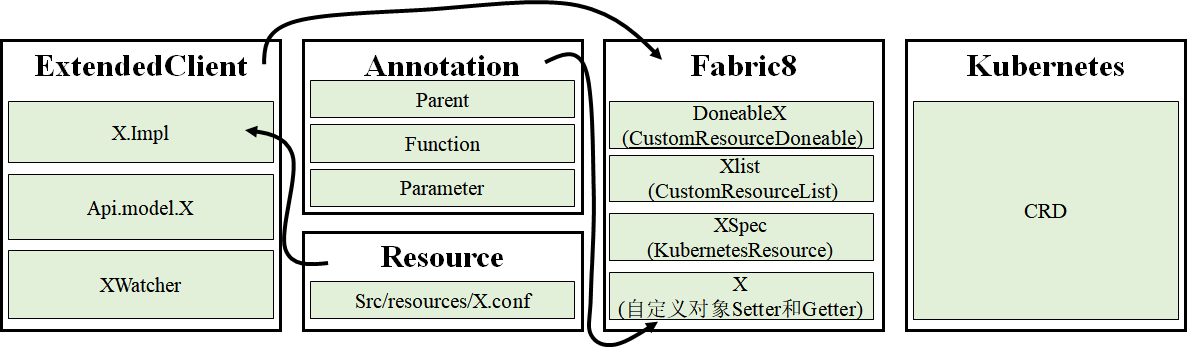 ExtendedClient
X.Impl
Api.model.X
XWatcher
Annotation
Parent
Function
Parameter
Resource
Src/resources/X.conf
Fabric8
DoneableX
(CustomResourceDoneable)
Xlist
(CustomResourceList)
XSpec
(KubernetesResource)
X
(自定义对象Setter和Getter)
Kubernetes
CRD